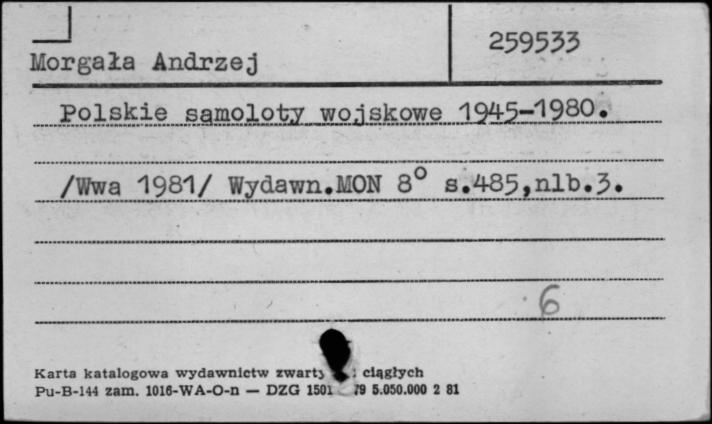 259533
Morgała Andrzej
Polskie samoloty wojskowe 1945-1980.
/Wwa 1981/ Wydawn.MON 8° s.485,nlb.3.
6
Karta katalogowa wydawnictw ciągłych
Pu-B-144 zam. 1016-WA-O-n — DZG 1501 79 5.050.000 2 81